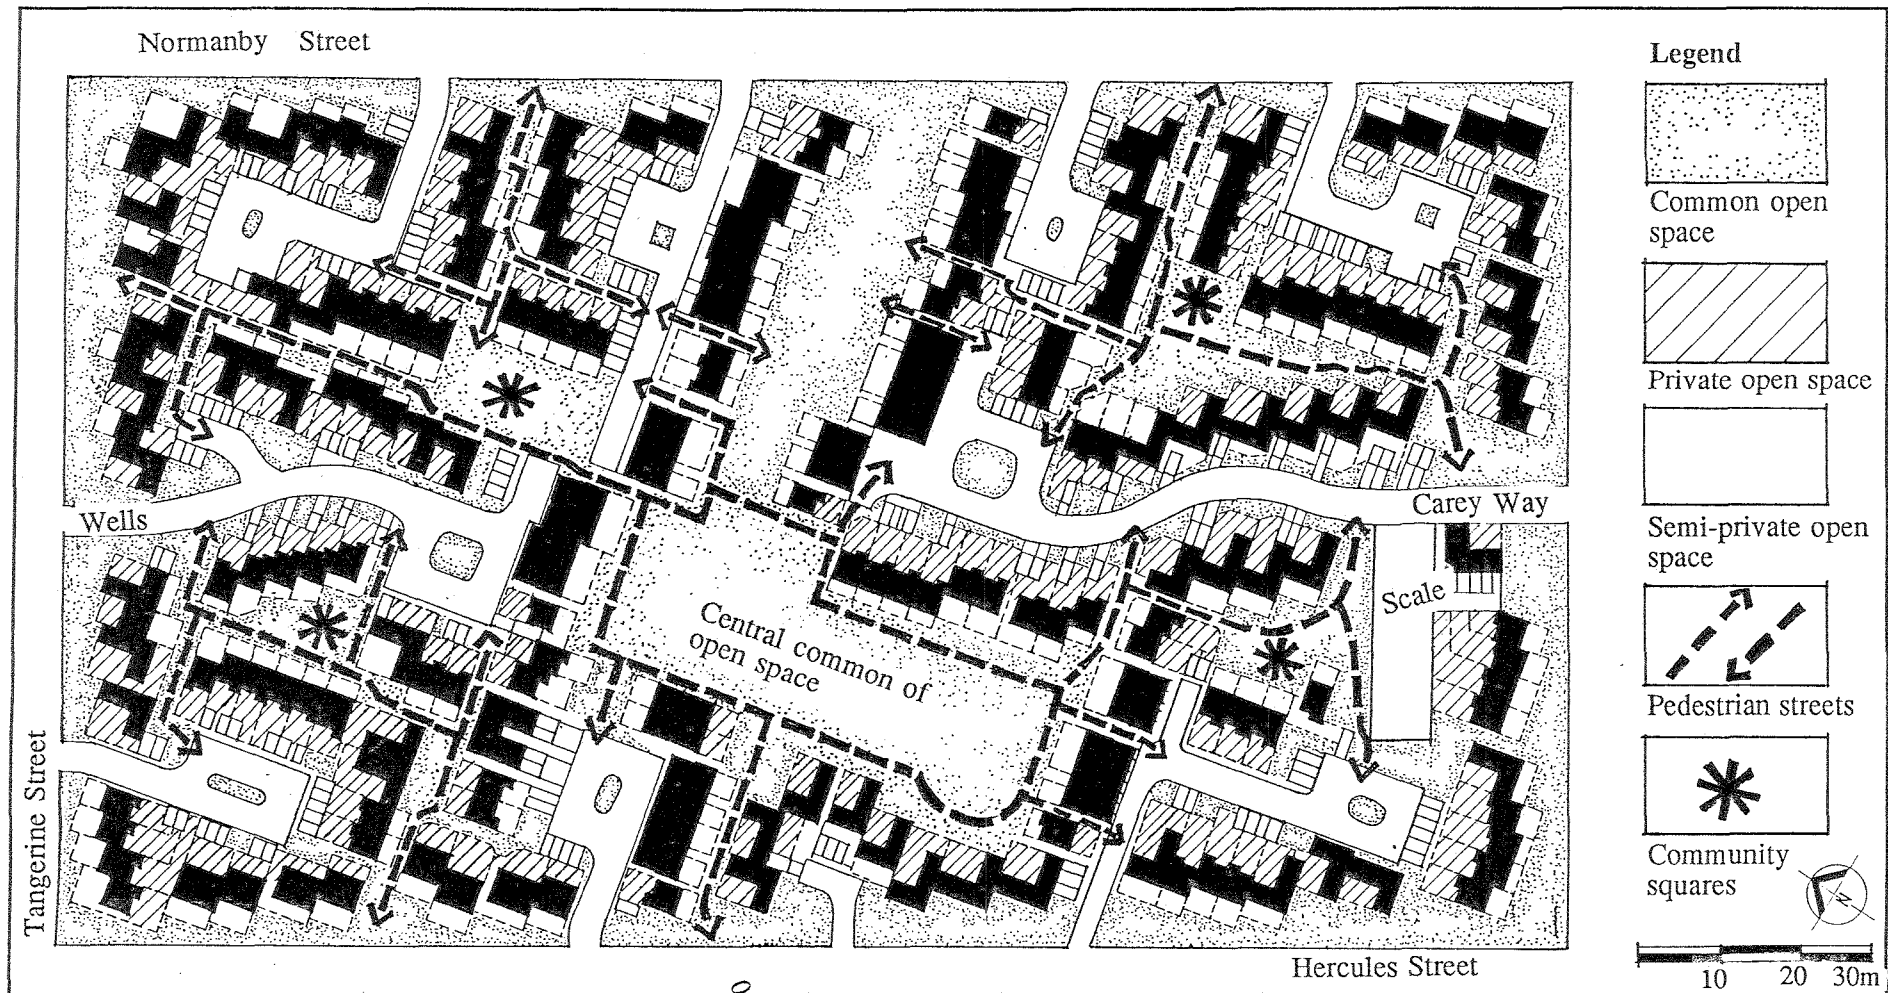 Normanby Street
Legend
Common open
space
Private open space
Semi-private open
space
Pedestrian streets
Community
squares
N
10 20 30m
Wells
Carey Way
Scale
Central common of
open space
Tangerine Street
Hercules Street